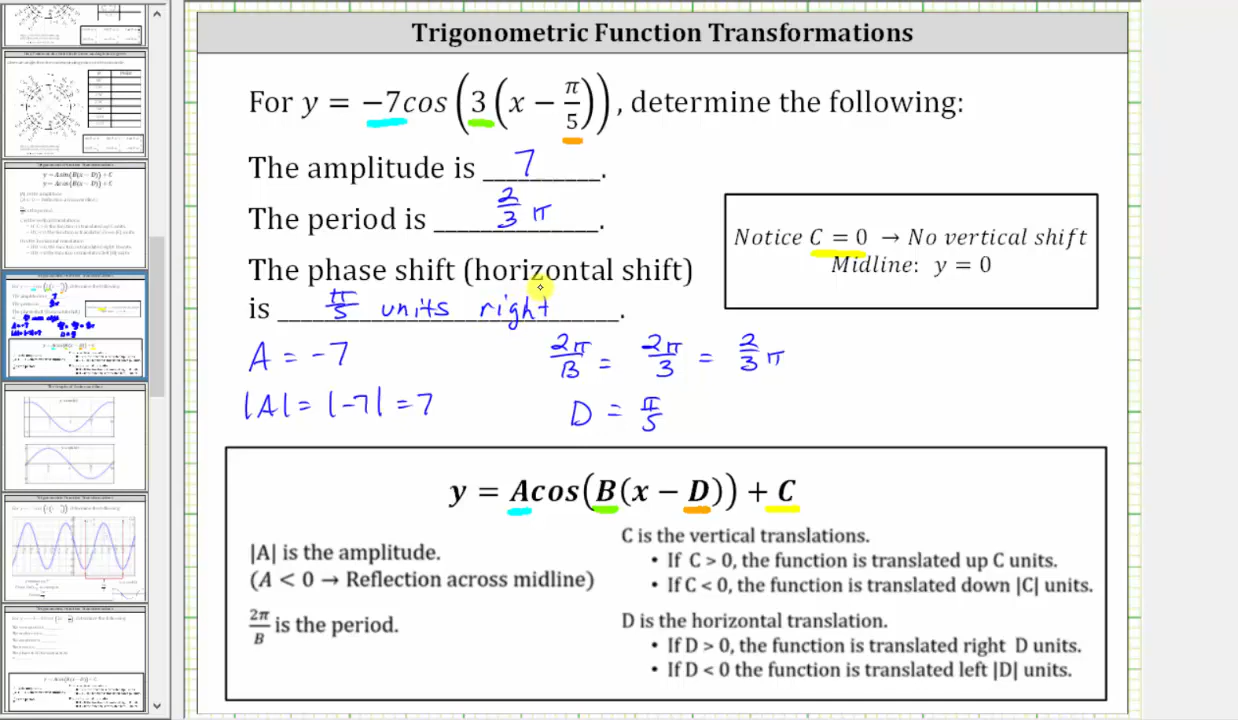 Trigonometric Function Transformations
For y = −7cos(3(x − π/5)), determine the following:
The amplitude is 7.
The period is 2/3 π.
The phase shift (horizontal shift)
is π/5 units right.
Notice C = 0 → No vertical shift
Midline: y = 0
A = -7
2π/B = 2π/3 = 2/3 π
|A| = |-7| = 7
D = π/5
y = Acos(B(x − D)) + C
|A| is the amplitude.
(A < 0 → Reflection across midline)
2π/B is the period.
C is the vertical translations.
• If C > 0, the function is translated up C units.
• If C < 0, the function is translated down |C| units.
D is the horizontal translation.
• If D > 0, the function is translated right D units.
• If D < 0 the function is translated left |D| units.